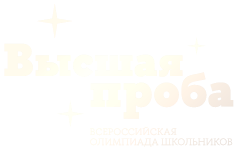 Высшая
проба
ВСЕРОССИЙСКАЯ
ОЛИМПИАДА ШКОЛЬНИКОВ